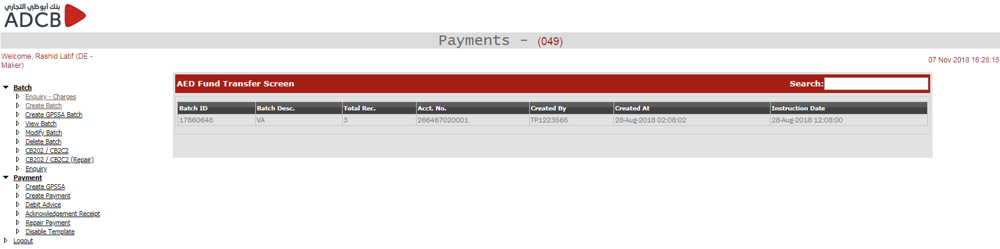 بنك أبوظبي التجاري
ADCB
Payments - (049)
Welcome, Rashid Latif (DE -
Maker)
07 Nov 2018 16:28:15
Batch
Enquiry - Charges
Create Batch
Create GPSSA Batch
View Batch
Modify Batch
Delete Batch
CB202 / CB2C2
CB202 / CB2C2 (Repair)
Enquiry
Payment
Create GPSSA
Create Payment
Debit Advice
Acknowledgement Receipt
Repair Payment
Disable Template
Logout
AED Fund Transfer Screen Search:
Batch ID Batch Desc. Total Rec. Acct. No. Created By Created At Instruction Date
17860648 VA 3 266467020001 TP1223565 28-Aug-2018 02:08:02 28-Aug-2018 12:08:00